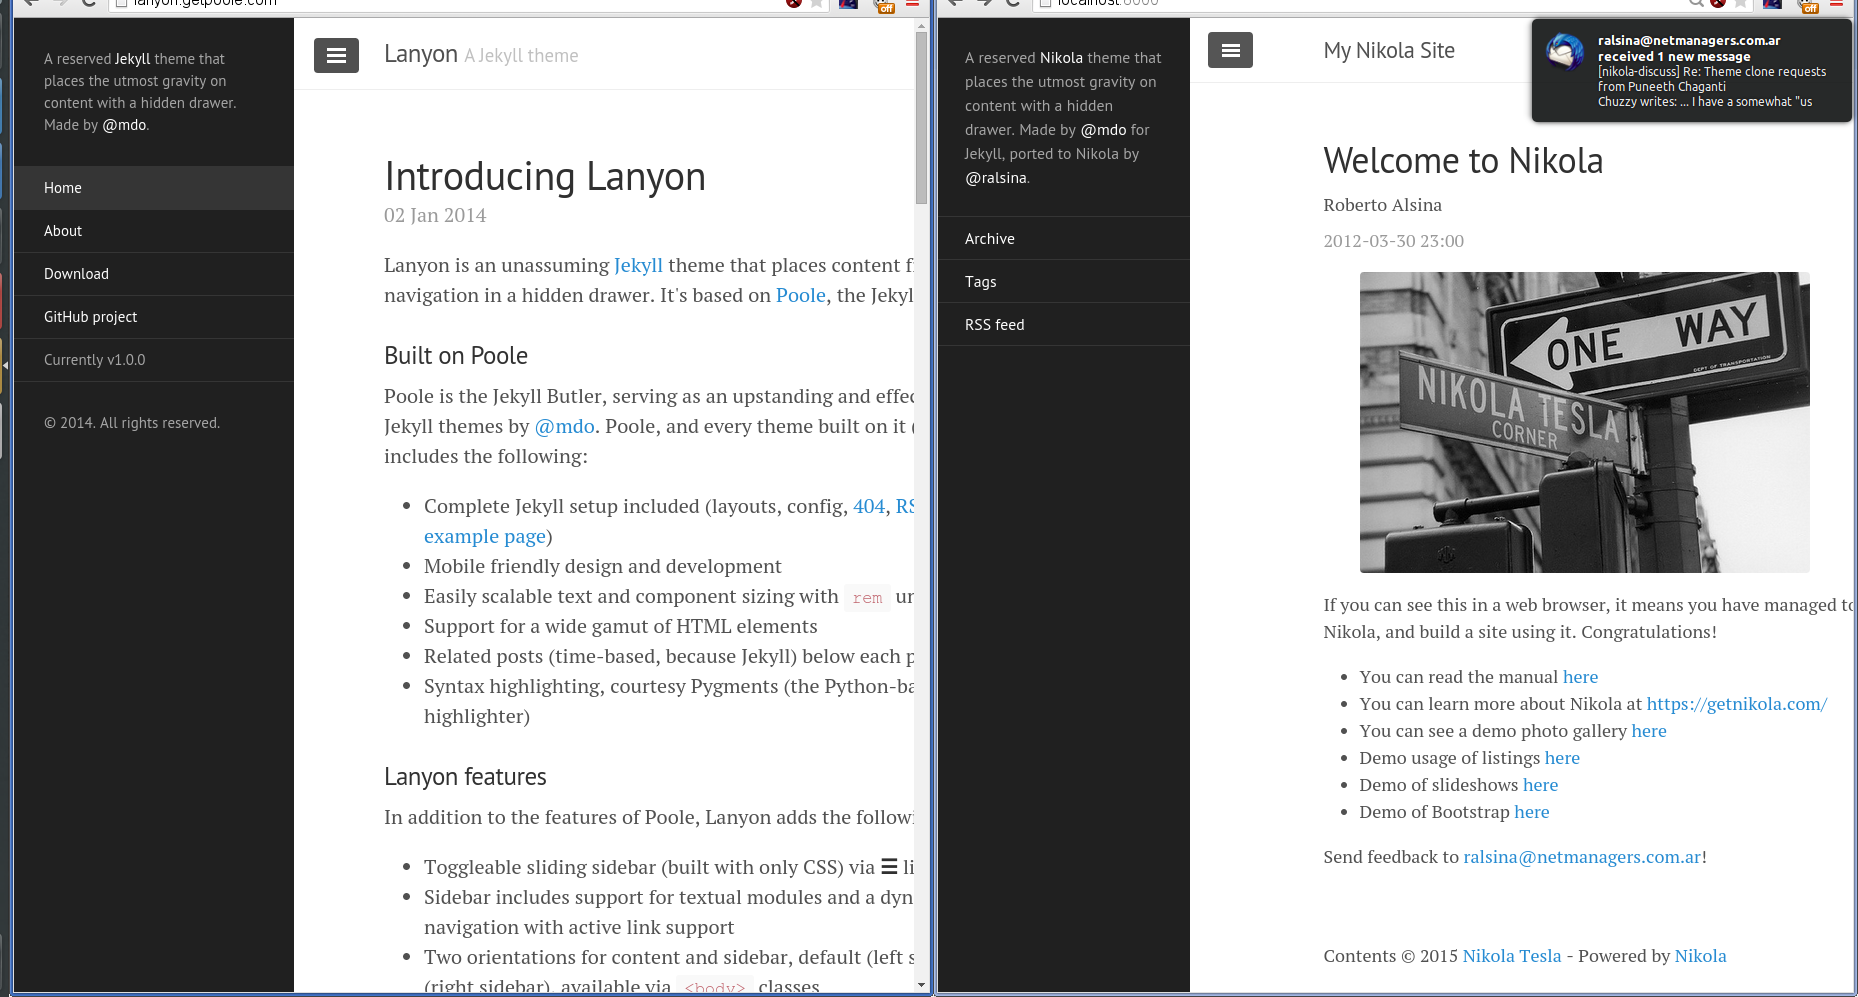 lanyon.getpoole.com
A reserved Jekyll theme that
places the utmost gravity on
content with a hidden drawer.
Made by @mdo.
Home
About
Download
GitHub project
Currently v1.0.0
© 2014. All rights reserved.
Lanyon A Jekyll theme
Introducing Lanyon
02 Jan 2014
Lanyon is an unassuming Jekyll theme that places content f
navigation in a hidden drawer. It's based on Poole, the Jekyl
Built on Poole
Poole is the Jekyll Butler, serving as an upstanding and effec
Jekyll themes by @mdo. Poole, and every theme built on it (
includes the following:
• Complete Jekyll setup included (layouts, config, 404, RS
example page)
• Mobile friendly design and development
• Easily scalable text and component sizing with rem un
• Support for a wide gamut of HTML elements
• Related posts (time-based, because Jekyll) below each p
• Syntax highlighting, courtesy Pygments (the Python-ba
highlighter)
Lanyon features
In addition to the features of Poole, Lanyon adds the followi
• Toggleable sliding sidebar (built with only CSS) via ☰ li
• Sidebar includes support for textual modules and a dyn
navigation with active link support
• Two orientations for content and sidebar, default (left s
(right sidebar), available via <body> classes
off
localhost:8000
off
A reserved Nikola theme that
places the utmost gravity on
content with a hidden
drawer. Made by @mdo for
Jekyll, ported to Nikola by
@ralsina.
Archive
Tags
RSS feed
My Nikola Site
ralsina@netmanagers.com.ar
received 1 new message
[nikola-discuss] Re: Theme clone requests
from Puneeth Chaganti
Chuzzy writes: ... I have a somewhat "us
Welcome to Nikola
Roberto Alsina
2012-03-30 23:00
ONE WAY
DEPT OF TRANSPORTATION
NIKOLA TESLA
CORNER
If you can see this in a web browser, it means you have managed to
Nikola, and build a site using it. Congratulations!
• You can read the manual here
• You can learn more about Nikola at https://getnikola.com/
• You can see a demo photo gallery here
• Demo usage of listings here
• Demo of slideshows here
• Demo of Bootstrap here
Send feedback to ralsina@netmanagers.com.ar!
Contents © 2015 Nikola Tesla - Powered by Nikola